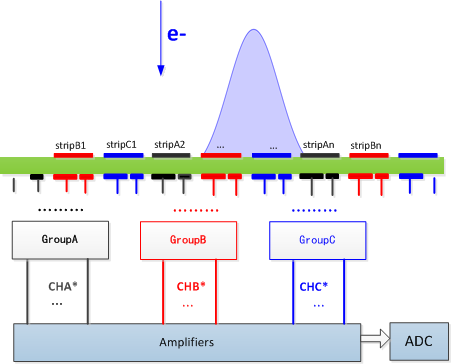 e-
stripB1 stripC1 stripA2 ... ... stripAn stripBn
......... ......... .........
GroupA GroupB GroupC
CHA* CHB* CHC*
... ... ...
Amplifiers ADC